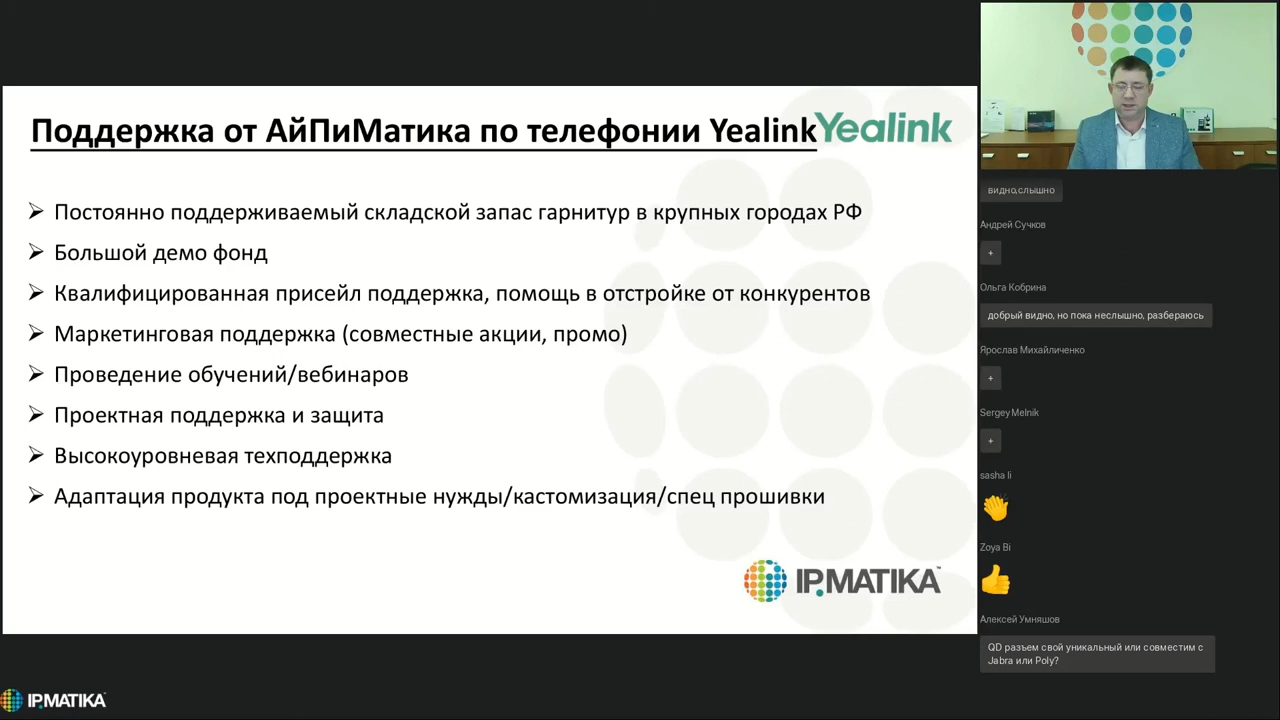 Поддержка от АйПиМатика по телефонии Yealink
Yealink
Постоянно поддерживаемый складской запас гарнитур в крупных городах РФ
Большой демо фонд
Квалифицированная присейл поддержка, помощь в отстройке от конкурентов
Маркетинговая поддержка (совместные акции, промо)
Проведение обучений/вебинаров
Проектная поддержка и защита
Высокоуровневая техподдержка
Адаптация продукта под проектные нужды/кастомизация/спец прошивки
IP.MATIKA™
IP.MATIKA
видно,слышно
Андрей Сучков
+
Ольга Кобрина
добрый видно, но пока неслышно, разбераюсь
Ярослав Михайличенко
+
Sergey Melnik
+
sasha li
Zoya Bi
Алексей Умняшов
QD разъем свой уникальный или совместим с
Jabra или Poly?